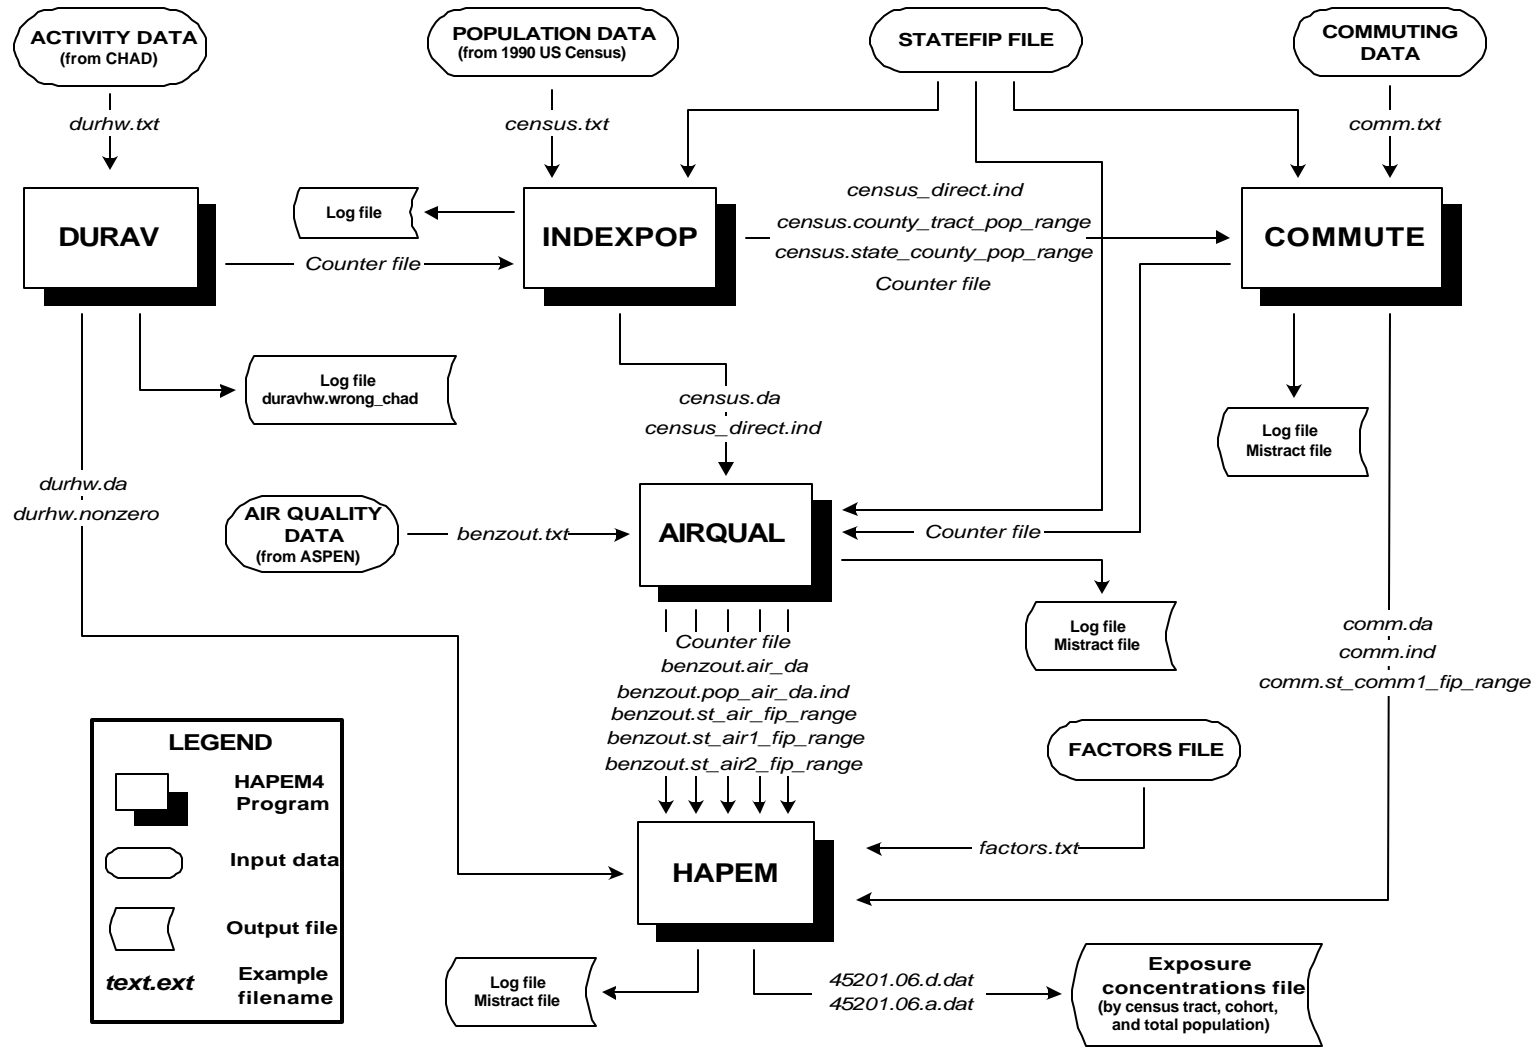 ACTIVITY DATA
(from CHAD)
POPULATION DATA
(from 1990 US Census)
STATEFIP FILE
COMMUTING
DATA
durhw.txt
census.txt
comm.txt
DURAV
Log file
INDEXPOP
census_direct.ind
census.county_tract_pop_range
census.state_county_pop_range
Counter file
COMMUTE
Counter file
Log file
duravhw.wrong_chad
census.da
census_direct.ind
Log file
Mistract file
durhw.da
durhw.nonzero
AIR QUALITY
DATA
(from ASPEN)
benzout.txt
AIRQUAL
Counter file
Log file
Mistract file
comm.da
comm.ind
comm.st_comm1_fip_range
Counter file
benzout.air_da
benzout.pop_air_da.ind
benzout.st_air_fip_range
benzout.st_air1_fip_range
benzout.st_air2_fip_range
FACTORS FILE
factors.txt
HAPEM
LEGEND
HAPEM4
Program
Input data
Output file
text.ext
Example
filename
Log file
Mistract file
45201.06.d.dat
45201.06.a.dat
Exposure
concentrations file
(by census tract, cohort,
and total population)